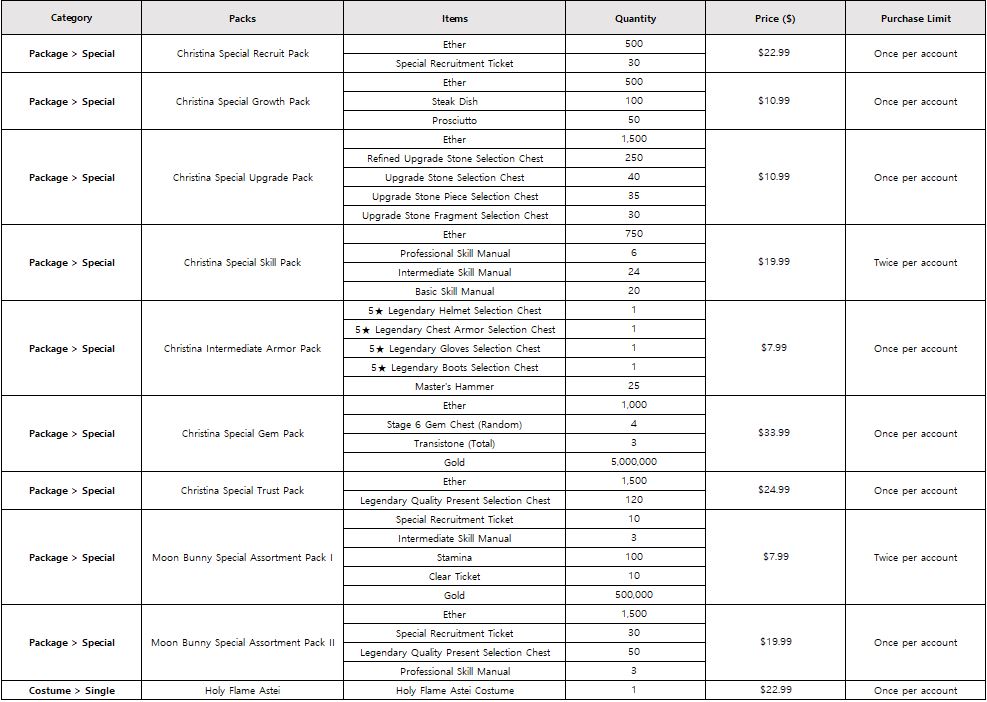 Category Packs Items Quantity Price ($) Purchase Limit
Package > Special Christina Special Recruit Pack Ether 500 $22.99 Once per account
Special Recruitment Ticket 30
Package > Special Christina Special Growth Pack Ether 500 $10.99 Once per account
Steak Dish 100
Prosciutto 50
Package > Special Christina Special Upgrade Pack Ether 1,500 $10.99 Once per account
Refined Upgrade Stone Selection Chest 250
Upgrade Stone Selection Chest 40
Upgrade Stone Piece Selection Chest 35
Upgrade Stone Fragment Selection Chest 30
Package > Special Christina Special Skill Pack Ether 750 $19.99 Twice per account
Professional Skill Manual 6
Intermediate Skill Manual 24
Basic Skill Manual 20
Package > Special Christina Intermediate Armor Pack 5★ Legendary Helmet Selection Chest 1 $7.99 Once per account
5★ Legendary Chest Armor Selection Chest 1
5★ Legendary Gloves Selection Chest 1
5★ Legendary Boots Selection Chest 1
Master's Hammer 25
Package > Special Christina Special Gem Pack Ether 1,000 $33.99 Once per account
Stage 6 Gem Chest (Random) 4
Transistone (Total) 3
Gold 5,000,000
Package > Special Christina Special Trust Pack Ether 1,500 $24.99 Once per account
Legendary Quality Present Selection Chest 120
Package > Special Moon Bunny Special Assortment Pack I Special Recruitment Ticket 10 $7.99 Twice per account
Intermediate Skill Manual 3
Stamina 100
Clear Ticket 10
Gold 500,000
Package > Special Moon Bunny Special Assortment Pack II Ether 1,500 $19.99 Once per account
Special Recruitment Ticket 30
Legendary Quality Present Selection Chest 50
Professional Skill Manual 3
Costume > Single Holy Flame Astei Holy Flame Astei Costume 1 $22.99 Once per account